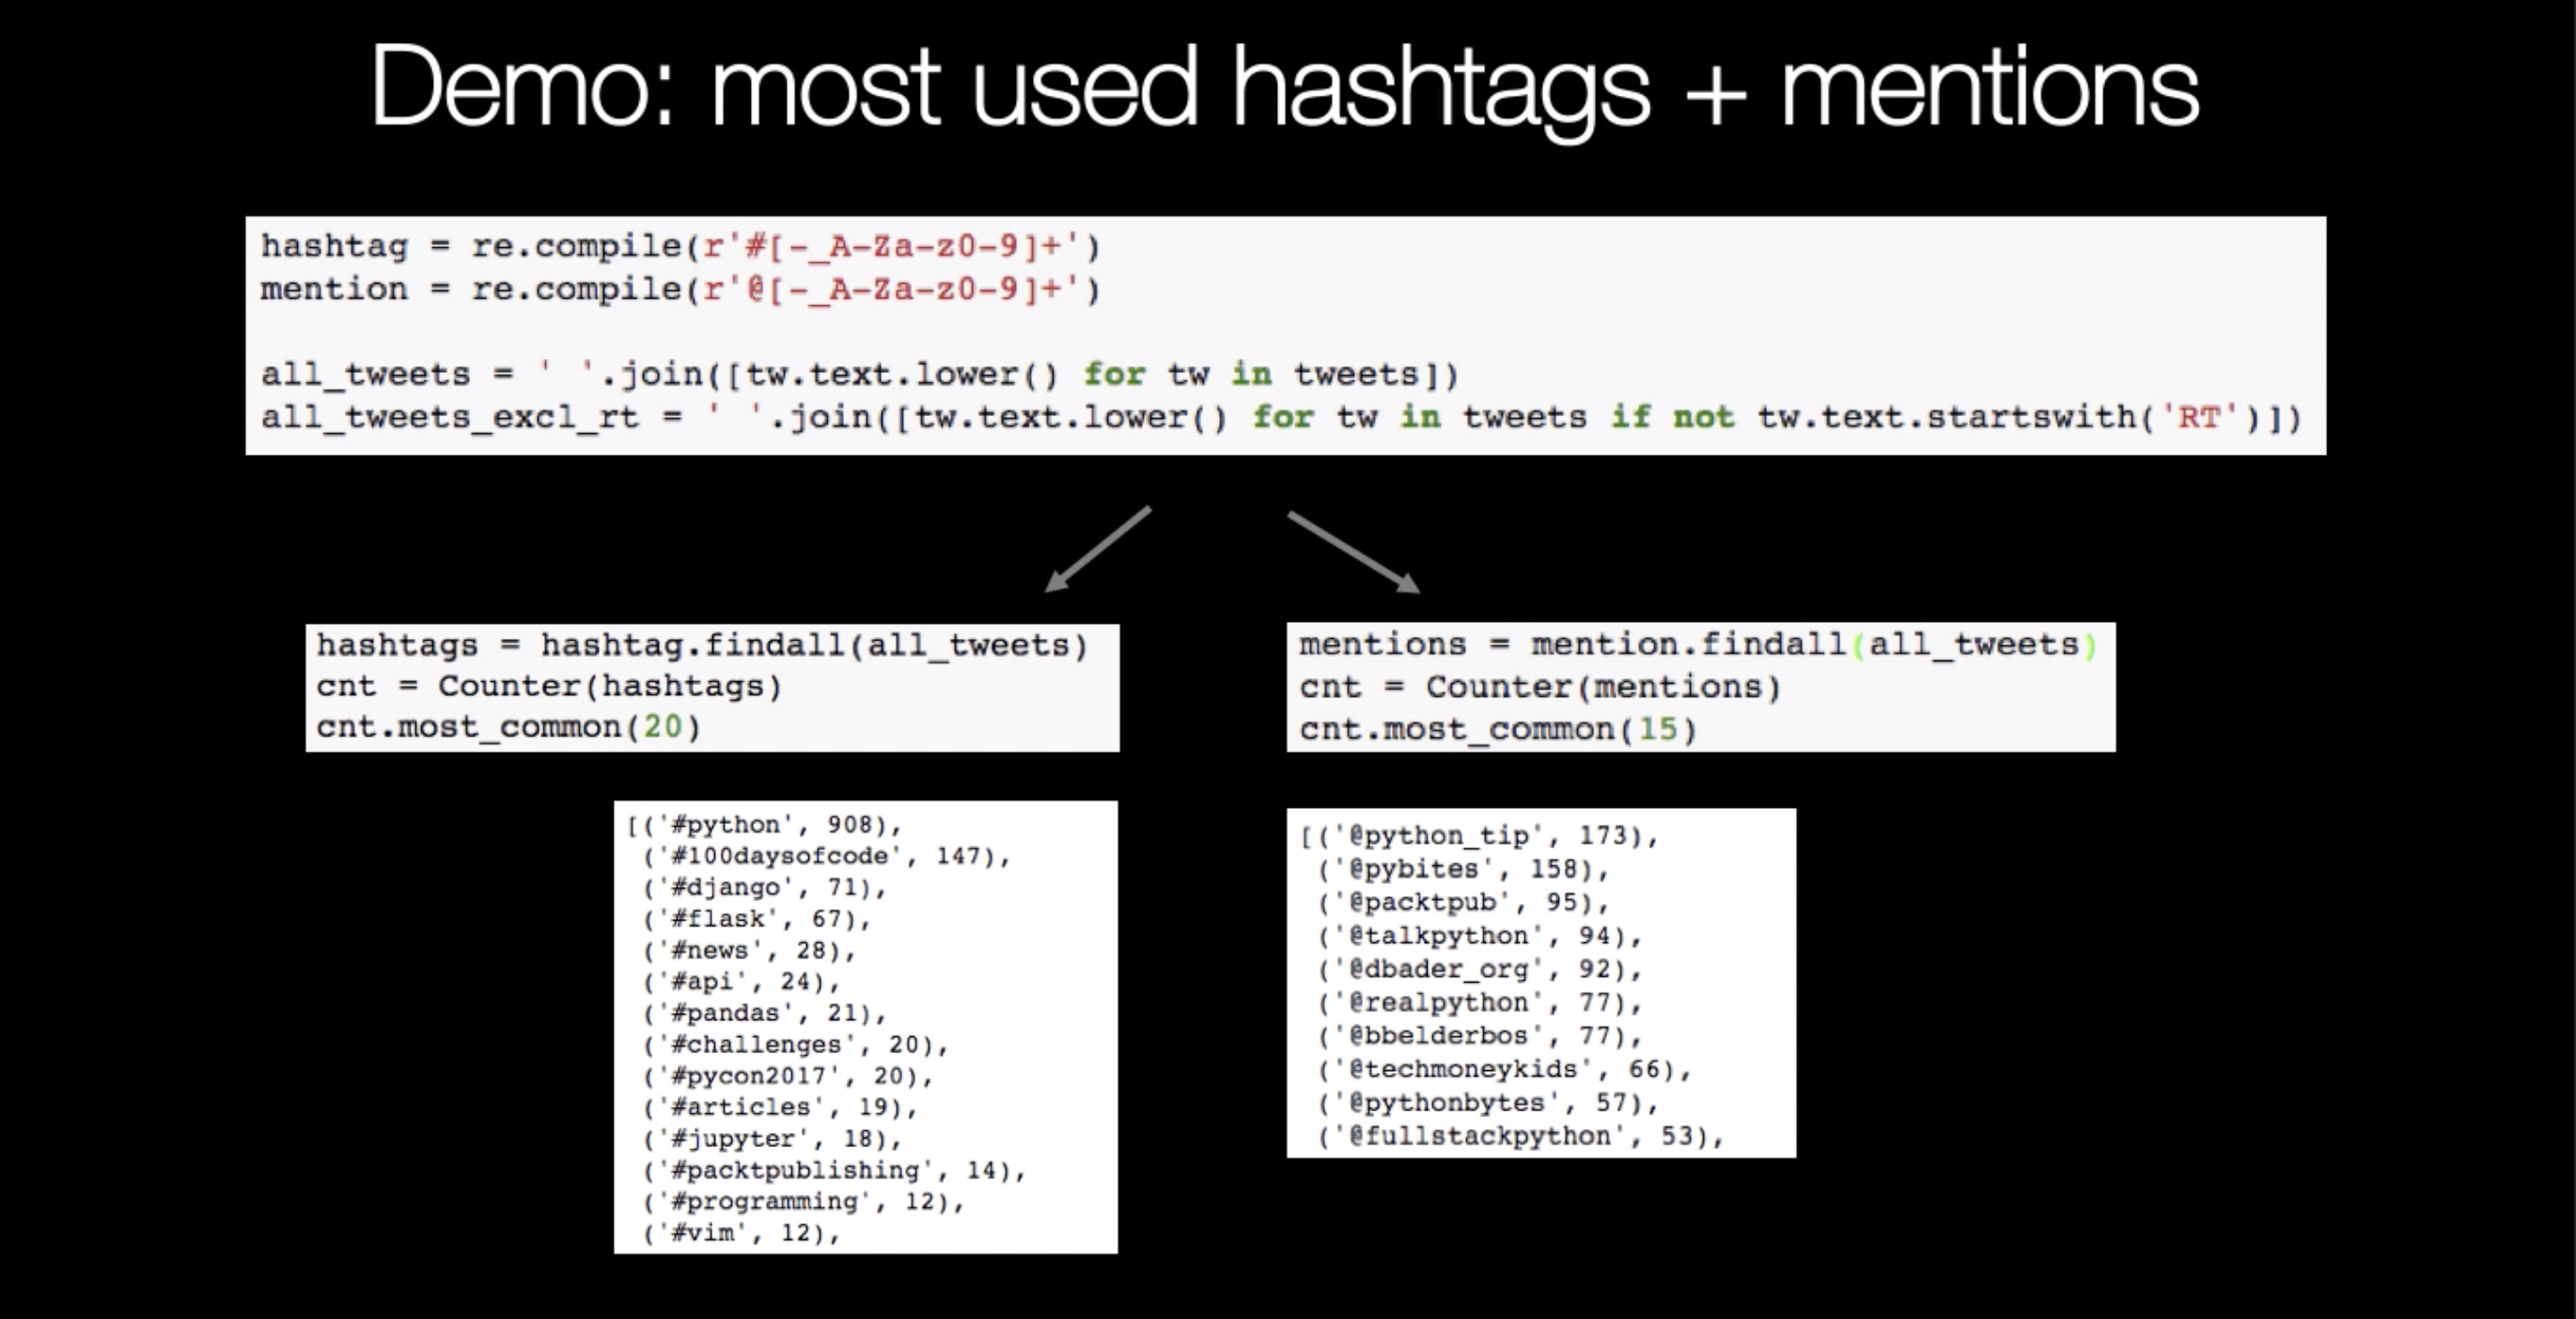 Demo: most used hashtags + mentions
hashtag = re.compile(r'#[-_A-Za-z0-9]+')
mention = re.compile(r'@[-_A-Za-z0-9]+')
all_tweets = ' '.join([tw.text.lower() for tw in tweets])
all_tweets_excl_rt = ' '.join([tw.text.lower() for tw in tweets if not tw.text.startswith('RT')])
hashtags = hashtag.findall(all_tweets)
cnt = Counter(hashtags)
cnt.most_common(20)
[('#python', 908),
('#100daysofcode', 147),
('#django', 71),
('#flask', 67),
('#news', 28),
('#api', 24),
('#pandas', 21),
('#challenges', 20),
('#pycon2017', 20),
('#articles', 19),
('#jupyter', 18),
('#packtpublishing', 14),
('#programming', 12),
('#vim', 12),
mentions = mention.findall(all_tweets)
cnt = Counter(mentions)
cnt.most_common(15)
[('@python_tip', 173),
('@pybites', 158),
('@packtpub', 95),
('@talkpython', 94),
('@dbader_org', 92),
('@realpython', 77),
('@bbelderbos', 77),
('@techmoneykids', 66),
('@pythonbytes', 57),
('@fullstackpython', 53),